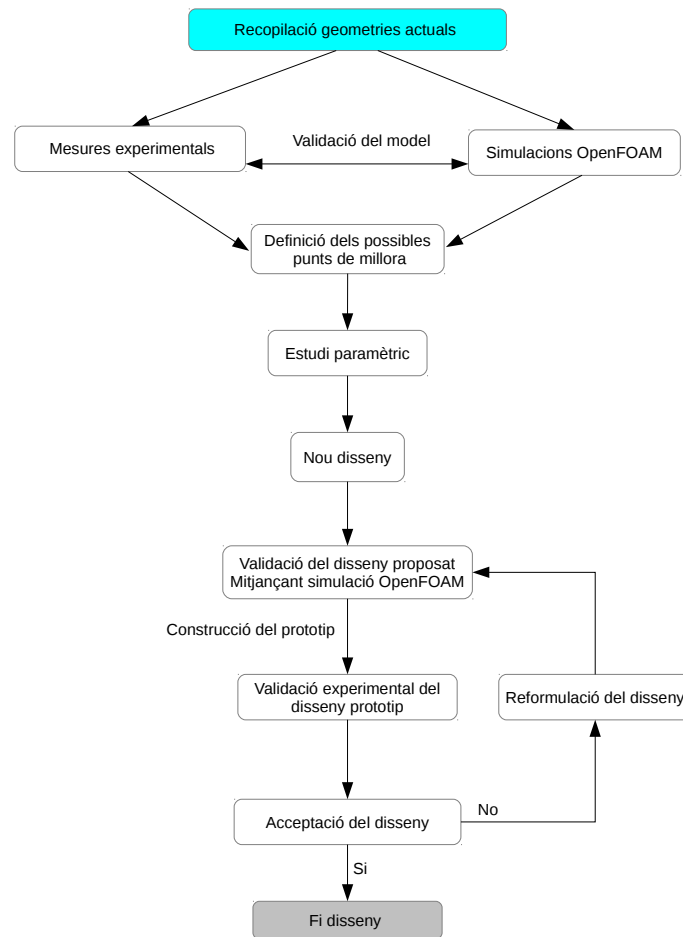 Recopilació geometries actuals
Mesures experimentals
Validació del model
Simulacions OpenFOAM
Definició dels possibles
punts de millora
Estudi paramètric
Nou disseny
Validació del disseny proposat
Mitjançant simulació OpenFOAM
Construcció del prototip
Validació experimental del
disseny prototip
Reformulació del disseny
Acceptació del disseny
No
Si
Fi disseny